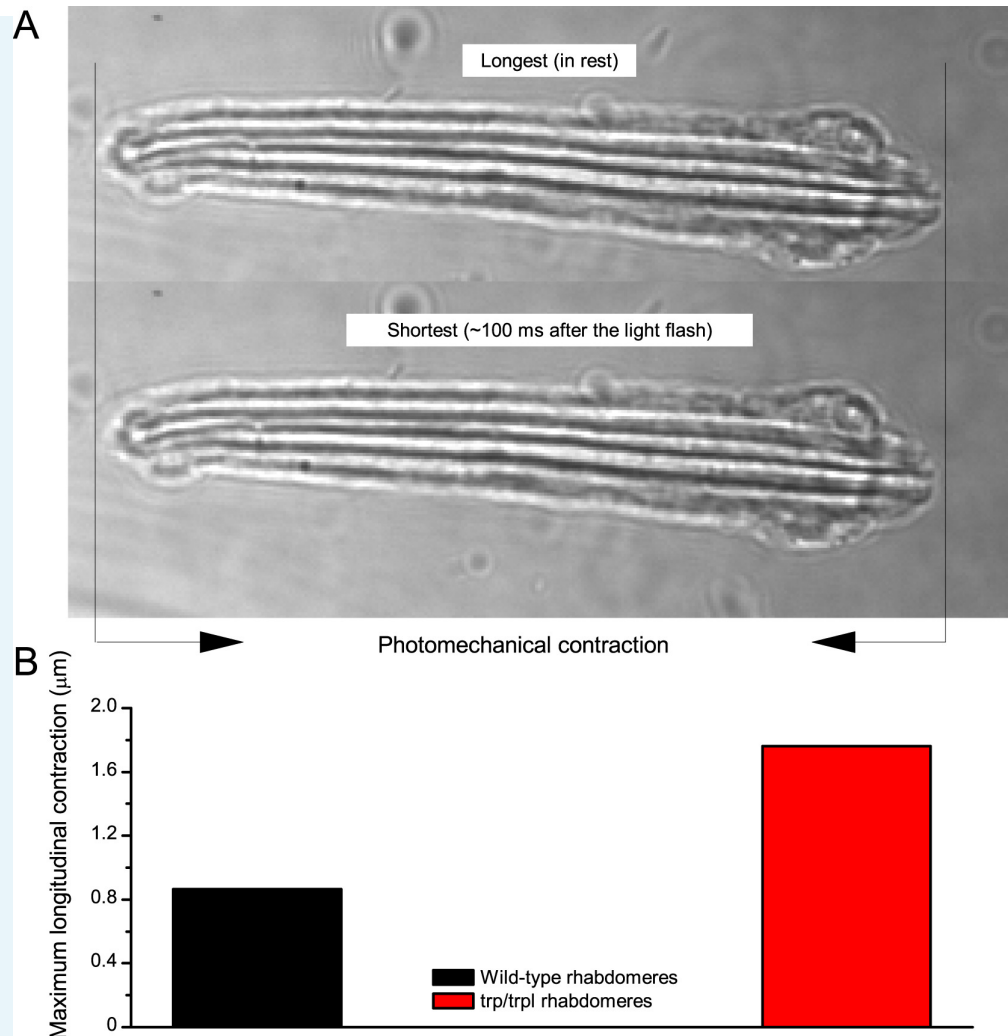 A
Longest (in rest)
Shortest (~100 ms after the light flash)
Photomechanical contraction
B
Maximum longitudinal contraction (μm)
2.0
1.6
1.2
0.8
0.4
0
Wild-type rhabdomeres
trp/trpl rhabdomeres